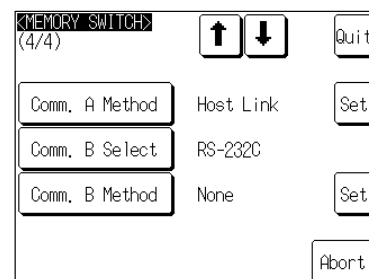 <MEMORY SWITCH>
(4/4)
Quit
Comm. A Method Host Link Set
Comm. B Select RS-232C
Comm. B Method None Set
Abort